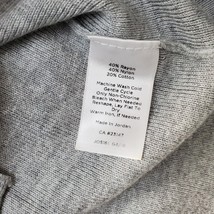 40% Rayon
40% Nylon
20% Cotton
Machine Wash Cold
Gentle Cycle
Only Non-Chlorine
Bleach When Needed
Reshape, Lay Flat To
Dry
Warm Iron, If Needed
Made In Jordan